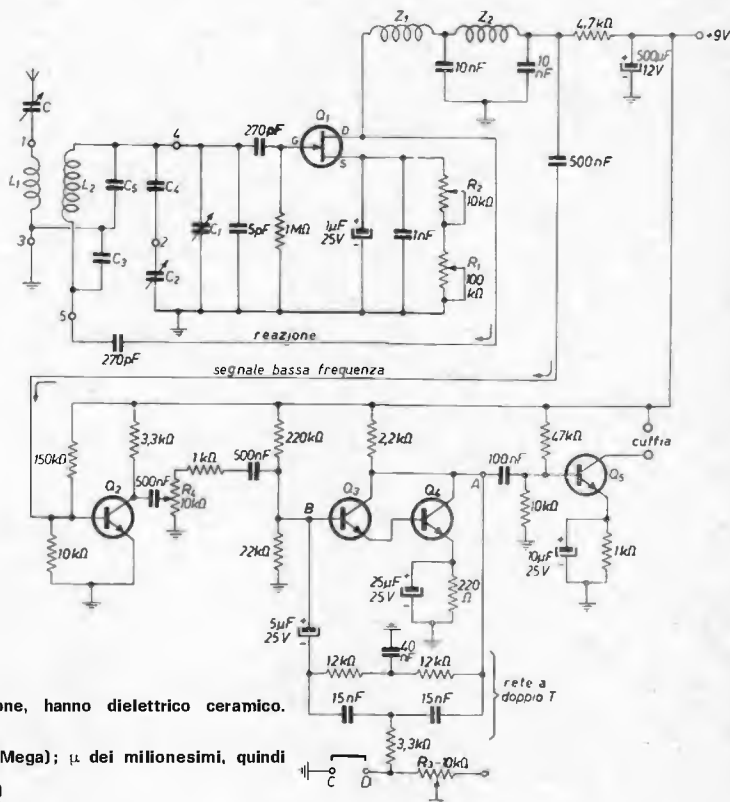 Z1
Z2
4,7kΩ
+9V
500µF
12V
10nF
10
nF
C
1
L1
3
L2
C5
C3
5
C4
2
C2
4
C1
5pF
270pF
1MΩ
Q1
G
D
S
1µF
25V
1nF
R2
10kΩ
R1
100
kΩ
500nF
reazione
270pF
segnale bassa frequenza
150kΩ
10kΩ
3,3kΩ
Q2
500nF
R4
10kΩ
1kΩ
500nF
220kΩ
22kΩ
B
2,2kΩ
Q3
Q4
A
100nF
47kΩ
10kΩ
Q5
cuffia
10µF
25V
1kΩ
25µF
25V
220
Ω
5µF
25V
40
nF
12kΩ
12kΩ
15nF
15nF
rete a
doppio T
3,3kΩ
R3-10kΩ
C
D
one, hanno dielettrico ceramico.
Mega); µ dei milionesimi, quindi